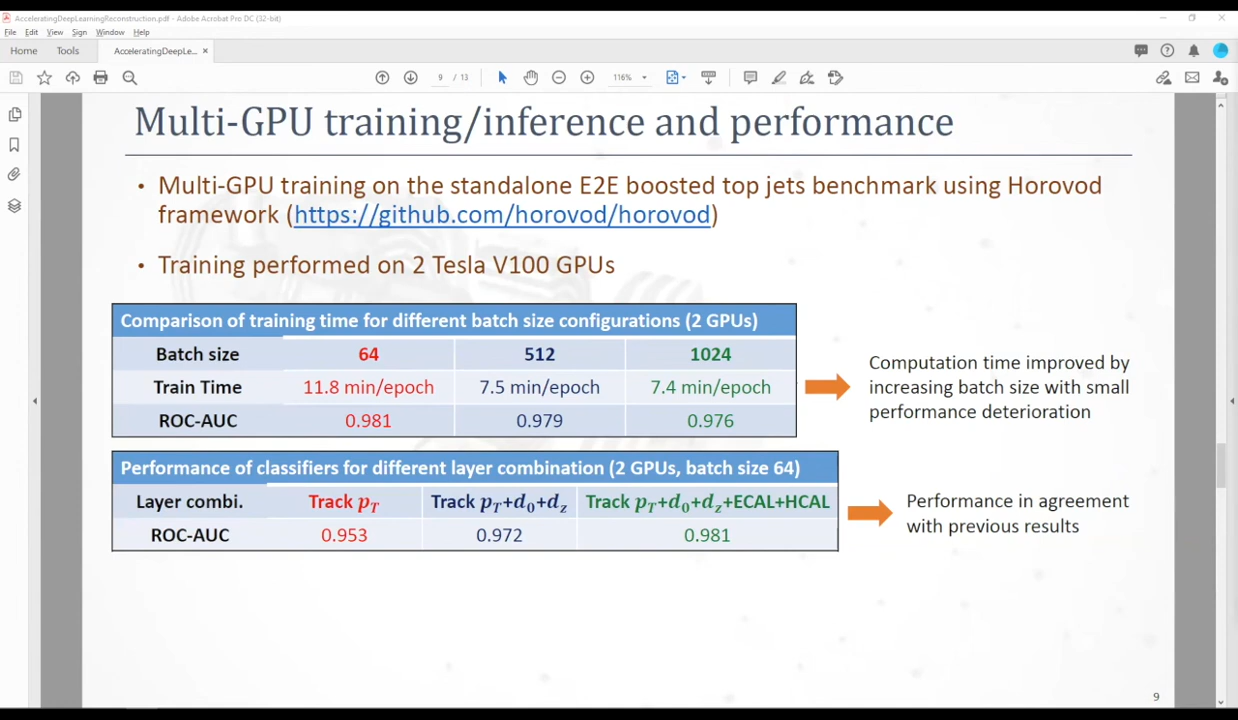 AcceleratingDeepLearningReconstruction.pdf - Adobe Acrobat Pro DC (32-bit)
File Edit View Sign Window Help
Home Tools AcceleratingDeepLe... ×
9 / 13 116%
Multi-GPU training/inference and performance
• Multi-GPU training on the standalone E2E boosted top jets benchmark using Horovod
framework (https://github.com/horovod/horovod)
• Training performed on 2 Tesla V100 GPUs
Comparison of training time for different batch size configurations (2 GPUs)
Batch size 64 512 1024
Train Time 11.8 min/epoch 7.5 min/epoch 7.4 min/epoch
ROC-AUC 0.981 0.979 0.976
Computation time improved by
increasing batch size with small
performance deterioration
Performance of classifiers for different layer combination (2 GPUs, batch size 64)
Layer combi. Track p_T Track p_T+d_0+d_z Track p_T+d_0+d_z+ECAL+HCAL
ROC-AUC 0.953 0.972 0.981
Performance in agreement
with previous results
9